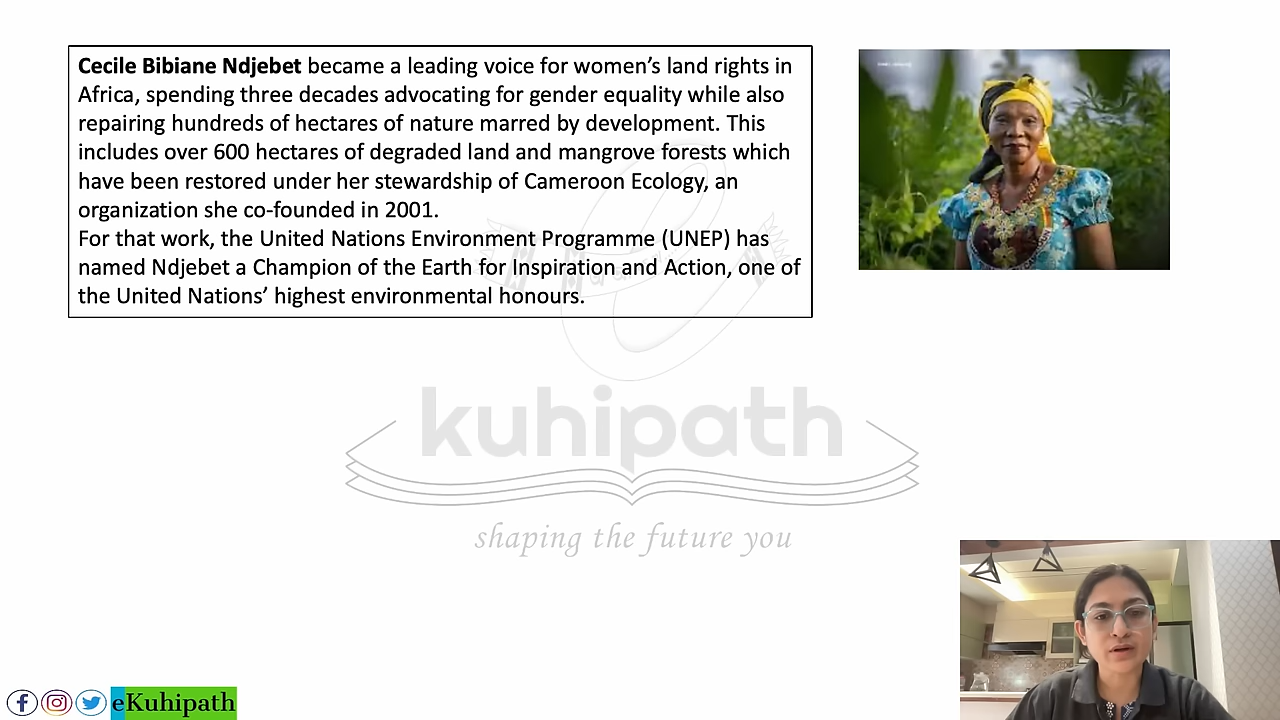 Cecile Bibiane Ndjebet became a leading voice for women’s land rights in
Africa, spending three decades advocating for gender equality while also
repairing hundreds of hectares of nature marred by development. This
includes over 600 hectares of degraded land and mangrove forests which
have been restored under her stewardship of Cameroon Ecology, an
organization she co-founded in 2001.
For that work, the United Nations Environment Programme (UNEP) has
named Ndjebet a Champion of the Earth for Inspiration and Action, one of
the United Nations’ highest environmental honours.
kuhipath
shaping the future you
eKuhipath